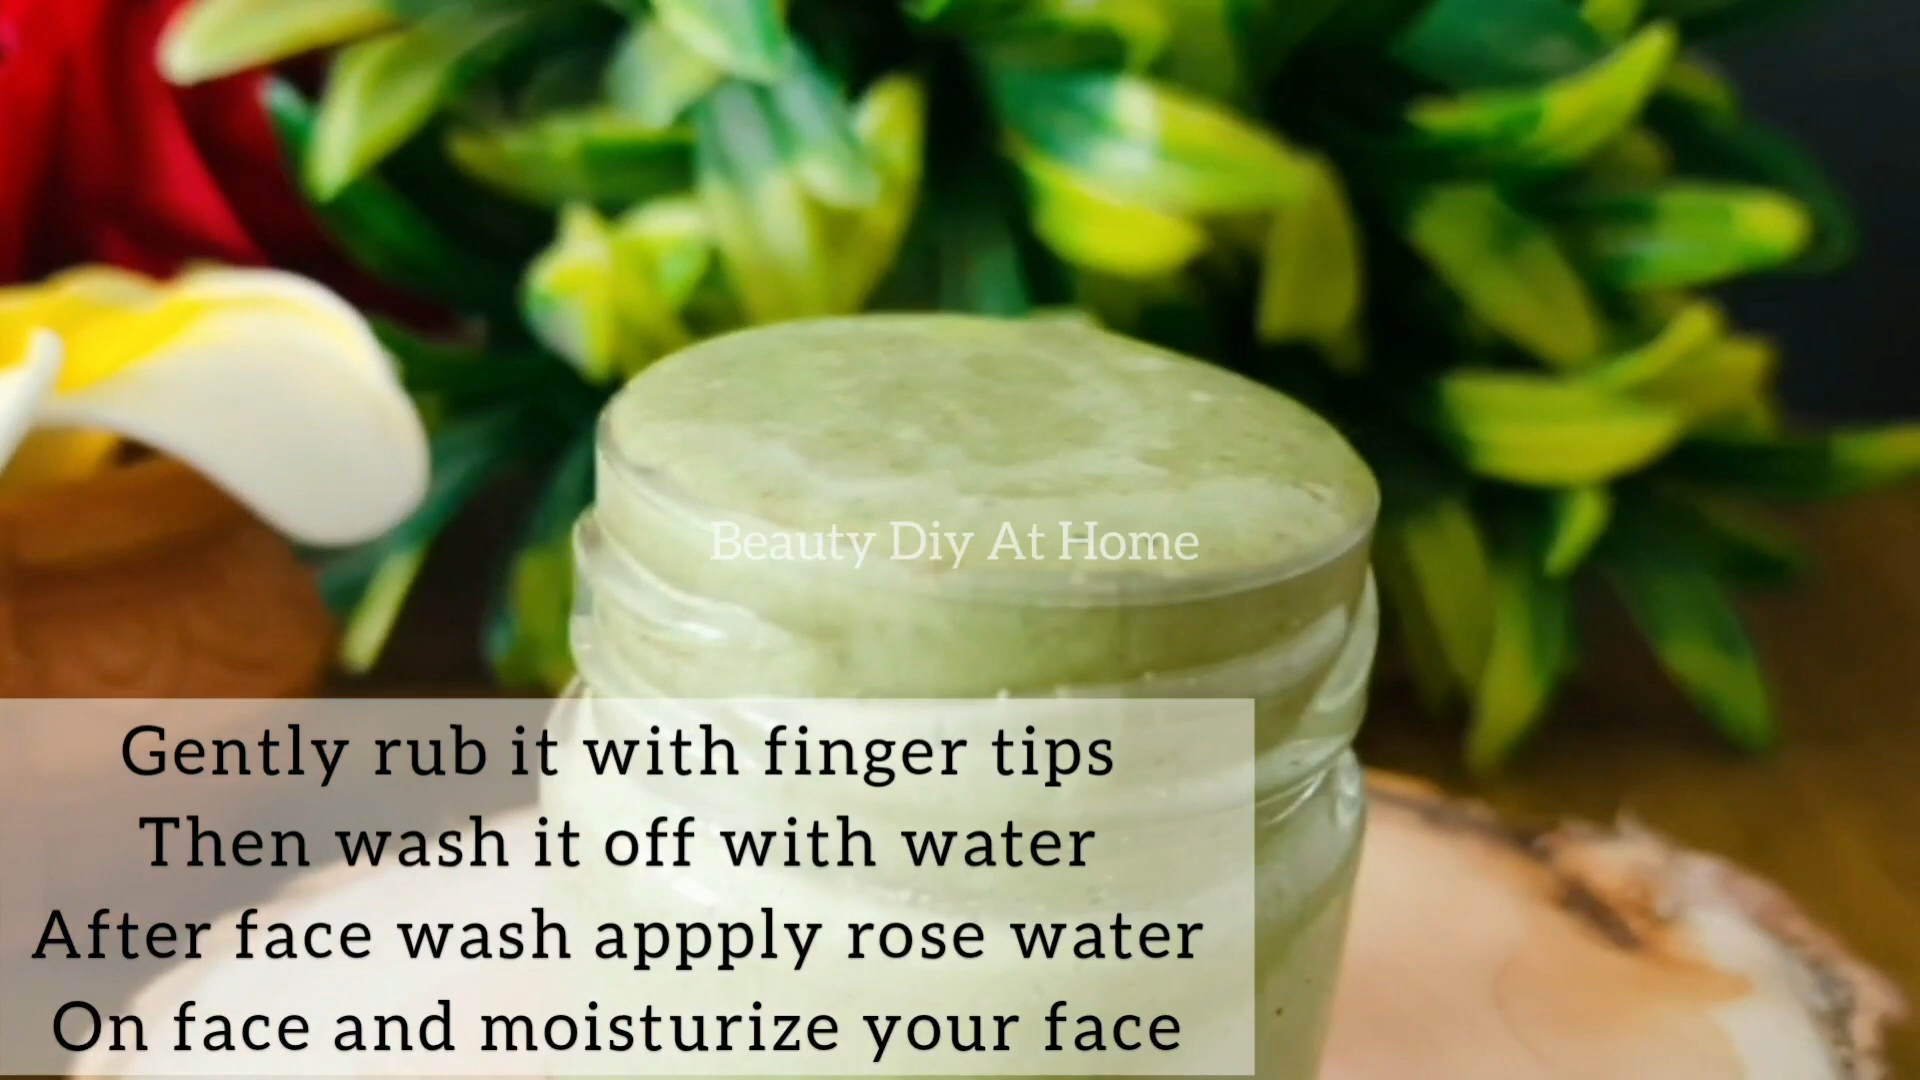 Beauty Diy At Home
Gently rub it with finger tips
Then wash it off with water
After face wash appply rose water
On face and moisturize your face